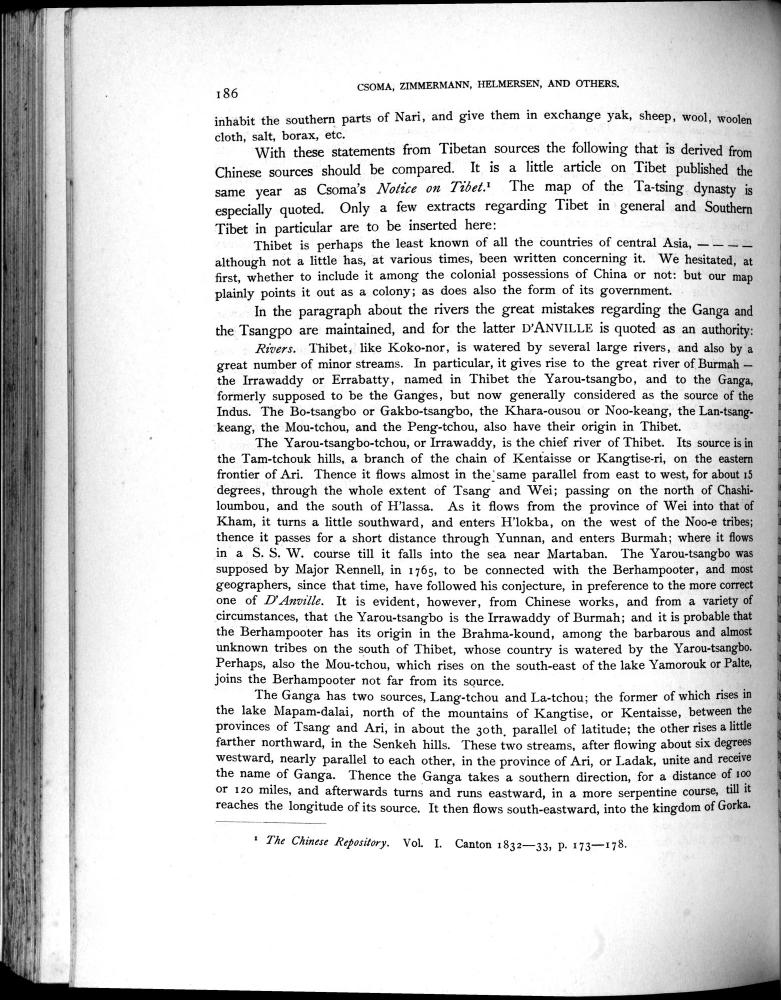 186
CSOMA, ZIMMERMANN, HELMERSEN, AND OTHERS.
inhabit the southern parts of Nari, and give them in exchange yak, sheep, wool, woolen
cloth, salt, borax, etc.
With these statements from Tibetan sources the following that is derived from
Chinese sources should be compared. It is a little article on Tibet published the
same year as Csoma's Notice on Tibet.¹ The map of the Ta-tsing dynasty is
especially quoted. Only a few extracts regarding Tibet in general and Southern
Tibet in particular are to be inserted here:
Thibet is perhaps the least known of all the countries of central Asia, — — — —
although not a little has, at various times, been written concerning it. We hesitated, at
first, whether to include it among the colonial possessions of China or not: but our map
plainly points it out as a colony; as does also the form of its government.
In the paragraph about the rivers the great mistakes regarding the Ganga and
the Tsangpo are maintained, and for the latter D'ANVILLE is quoted as an authority:
Rivers. Thibet, like Koko-nor, is watered by several large rivers, and also by a
great number of minor streams. In particular, it gives rise to the great river of Burmah —
the Irrawaddy or Errabatty, named in Thibet the Yarou-tsangbo, and to the Ganga,
formerly supposed to be the Ganges, but now generally considered as the source of the
Indus. The Bo-tsangbo or Gakbo-tsangbo, the Khara-ousou or Noo-keang, the Lan-tsang-
keang, the Mou-tchou, and the Peng-tchou, also have their origin in Thibet.
The Yarou-tsangbo-tchou, or Irrawaddy, is the chief river of Thibet. Its source is in
the Tam-tchouk hills, a branch of the chain of Kentaisse or Kangtise-ri, on the eastern
frontier of Ari. Thence it flows almost in the same parallel from east to west, for about 15
degrees, through the whole extent of Tsang and Wei; passing on the north of Chashi-
loumbou, and the south of H'lassa. As it flows from the province of Wei into that of
Kham, it turns a little southward, and enters H'lokba, on the west of the Noo-e tribes;
thence it passes for a short distance through Yunnan, and enters Burmah; where it flows
in a S. S. W. course till it falls into the sea near Martaban. The Yarou-tsangbo was
supposed by Major Rennell, in 1765, to be connected with the Berhampooter, and most
geographers, since that time, have followed his conjecture, in preference to the more correct
one of D'Anville. It is evident, however, from Chinese works, and from a variety of
circumstances, that the Yarou-tsangbo is the Irrawaddy of Burmah; and it is probable that
the Berhampooter has its origin in the Brahma-kound, among the barbarous and almost
unknown tribes on the south of Thibet, whose country is watered by the Yarou-tsangbo.
Perhaps, also the Mou-tchou, which rises on the south-east of the lake Yamorouk or Palte,
joins the Berhampooter not far from its source.
The Ganga has two sources, Lang-tchou and La-tchou; the former of which rises in
the lake Mapam-dalai, north of the mountains of Kangtise, or Kentaisse, between the
provinces of Tsang and Ari, in about the 30th parallel of latitude; the other rises a little
farther northward, in the Senkeh hills. These two streams, after flowing about six degrees
westward, nearly parallel to each other, in the province of Ari, or Ladak, unite and receive
the name of Ganga. Thence the Ganga takes a southern direction, for a distance of 100
or 120 miles, and afterwards turns and runs eastward, in a more serpentine course, till it
reaches the longitude of its source. It then flows south-eastward, into the kingdom of Gorka.
¹ The Chinese Repository. Vol. I. Canton 1832—33, p. 173—178.